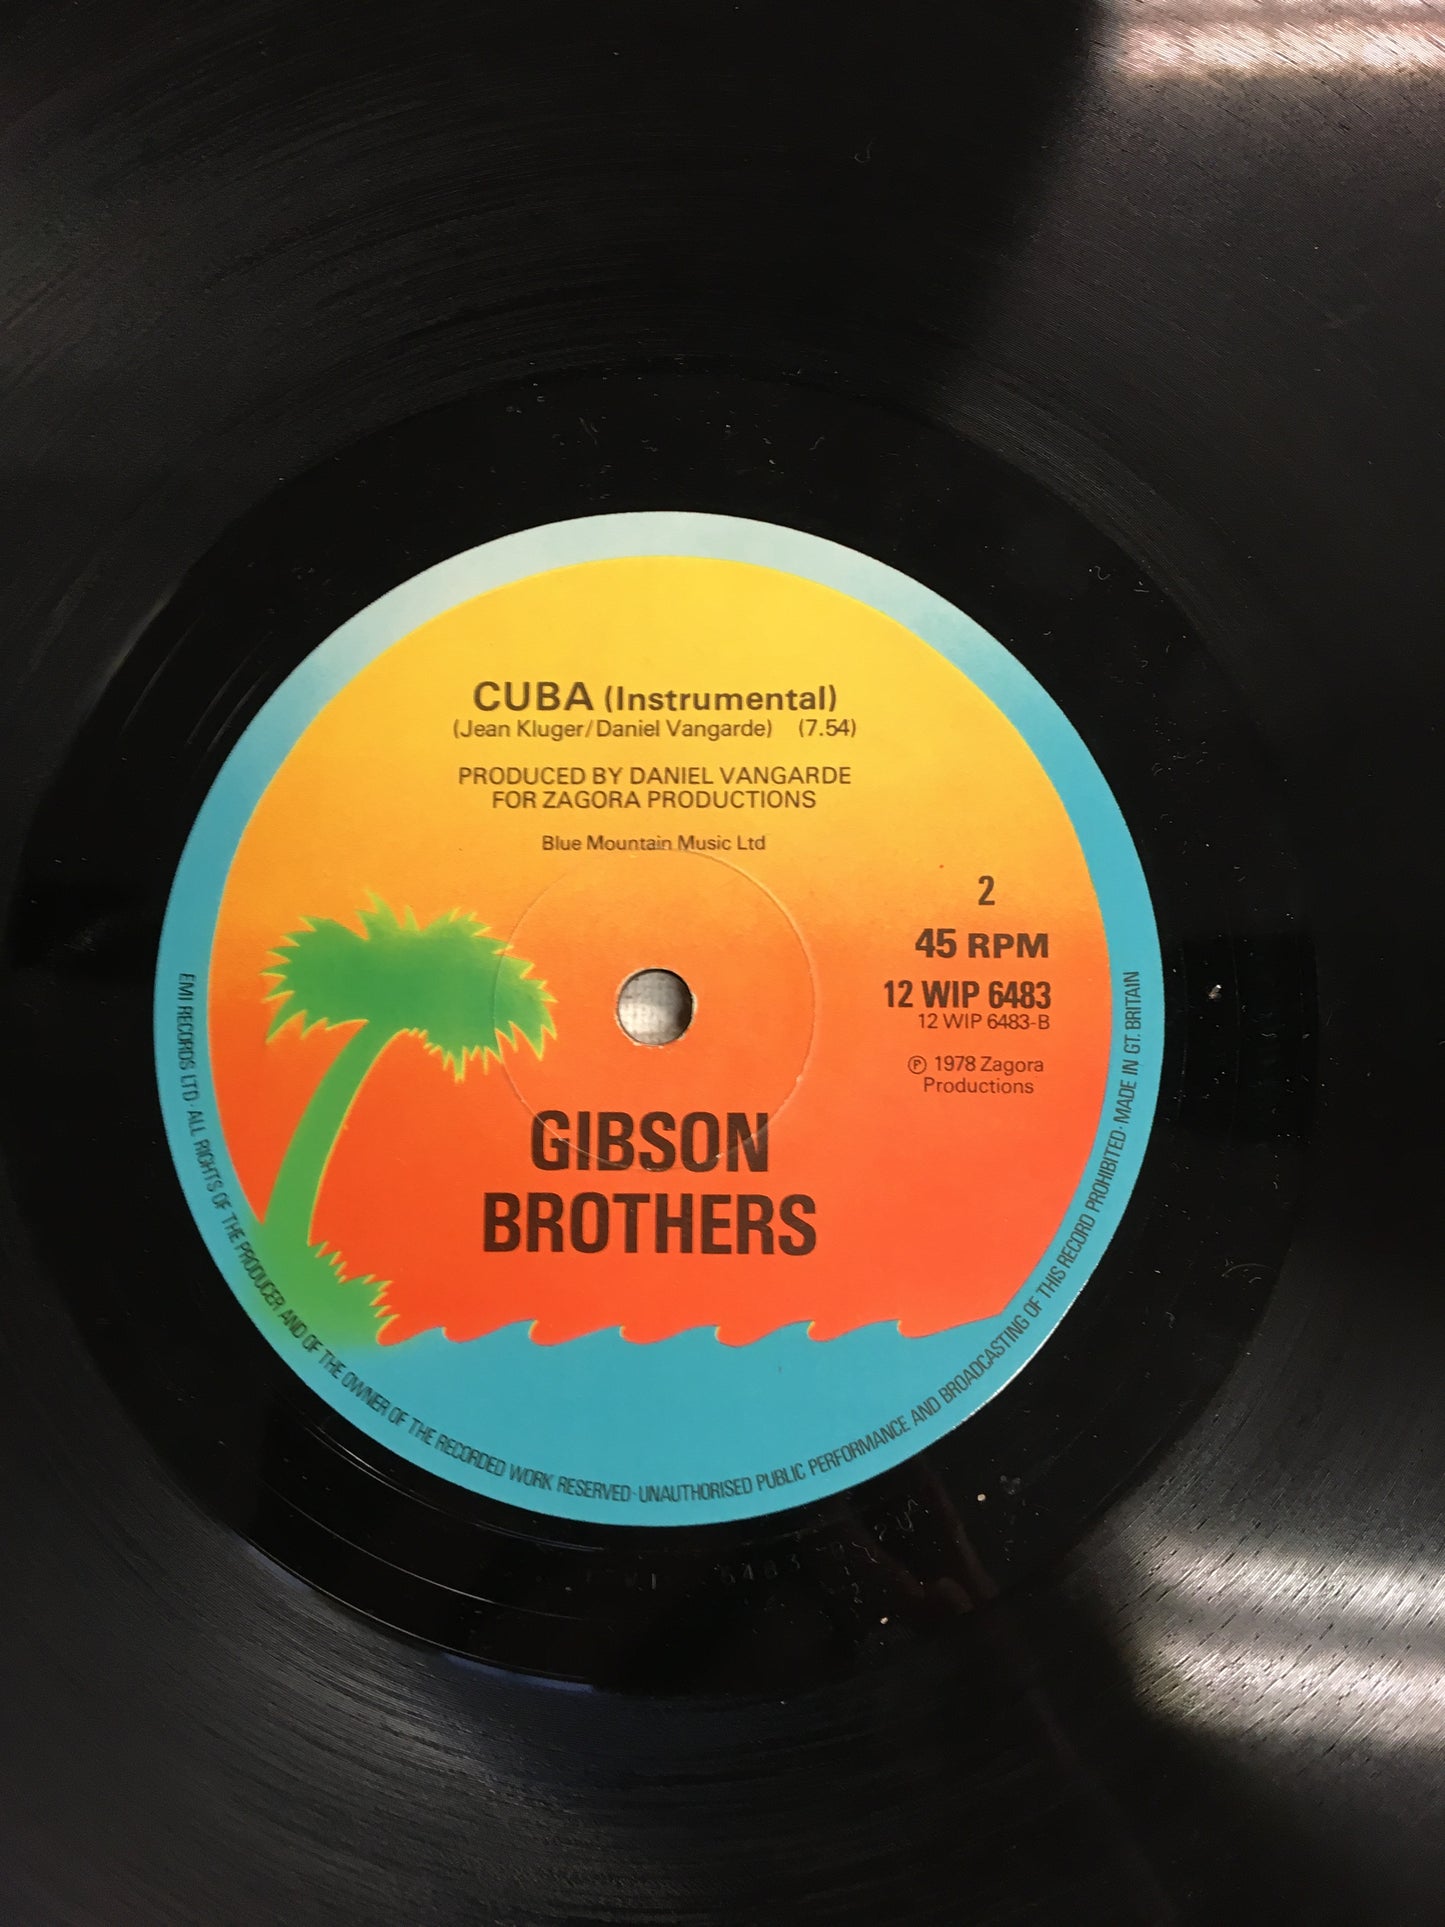 CUBA (Instrumental)
(Jean Kluger/Daniel Vangarde) (7.54)
PRODUCED BY DANIEL VANGARDE
FOR ZAGORA PRODUCTIONS
Blue Mountain Music Ltd
2
45 RPM
12 WIP 6483
12 WIP 6483-B
℗ 1978 Zagora
Productions
GIBSON
BROTHERS
EMI RECORDS LTD · ALL RIGHTS OF THE PRODUCER AND OF THE OWNER OF THE RECORDED WORK RESERVED · UNAUTHORISED PUBLIC PERFORMANCE AND BROADCASTING OF THIS RECORD PROHIBITED · MADE IN GT. BRITAIN